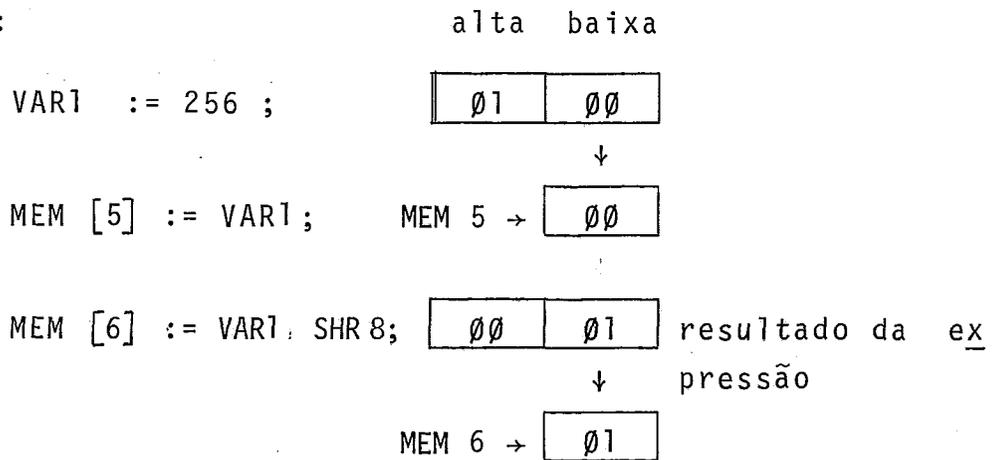 :
alta baixa
VAR1 := 256 ; Ø1 ØØ
↓
MEM [5] := VAR1; MEM 5 → ØØ
MEM [6] := VAR1 SHR 8; ØØ Ø1 resultado da ex
↓ pressão
MEM 6 → Ø1